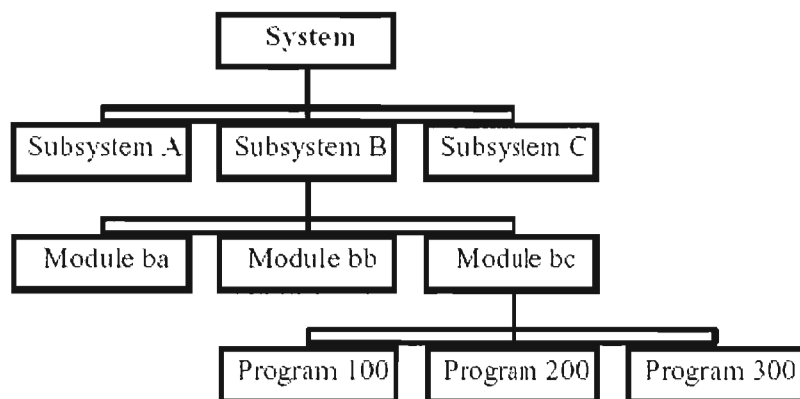 System
Subsystem A
Subsystem B
Subsystem C
Module ba
Module bb
Module bc
Program 100
Program 200
Program 300